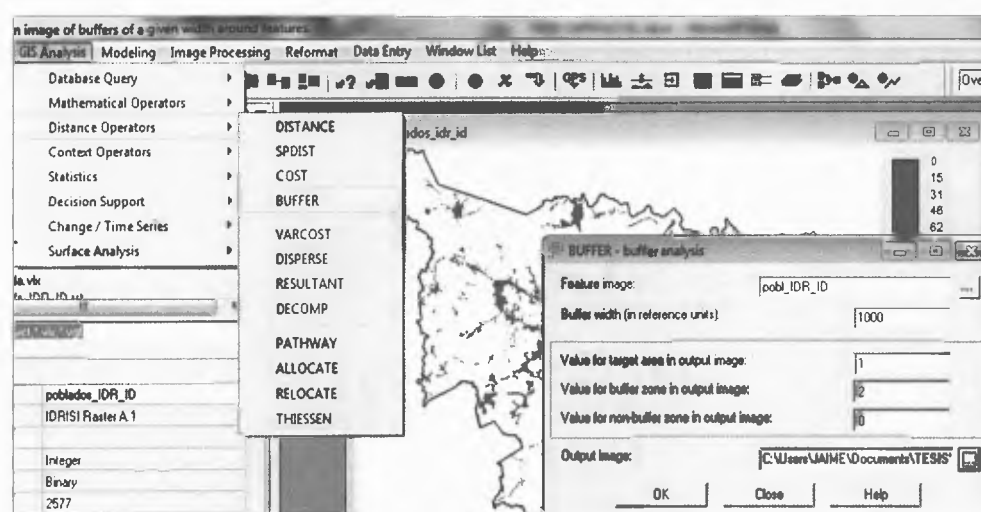 n image of buffers of a given width around features.
GIS Analysis Modeling Image Processing Reformat Data Entry Window List Help
Database Query
Mathematical Operators
Distance Operators
Context Operators
Statistics
Decision Support
Change / Time Series
Surface Analysis
DISTANCE
SPDIST
COST
BUFFER
VARCOST
DISPERSE
RESULTANT
DECOMP
PATHWAY
ALLOCATE
RELOCATE
THIESSEN
Ove
ados_idr_id
0
15
31
46
62
BUFFER - buffer analysis
Feature image: pobl_IDR_ID ...
Buffer width (in reference units) 1000
Value for target area in output image: 1
Value for buffer zone in output image: 2
Value for non-buffer zone in output image: 0
Output image: C:\Users\JAIME\Documents\TESIS\
OK Close Help
la.vlx
poblados_IDR_ID
IDRISI Raster A.1
Integer
Binary
2577